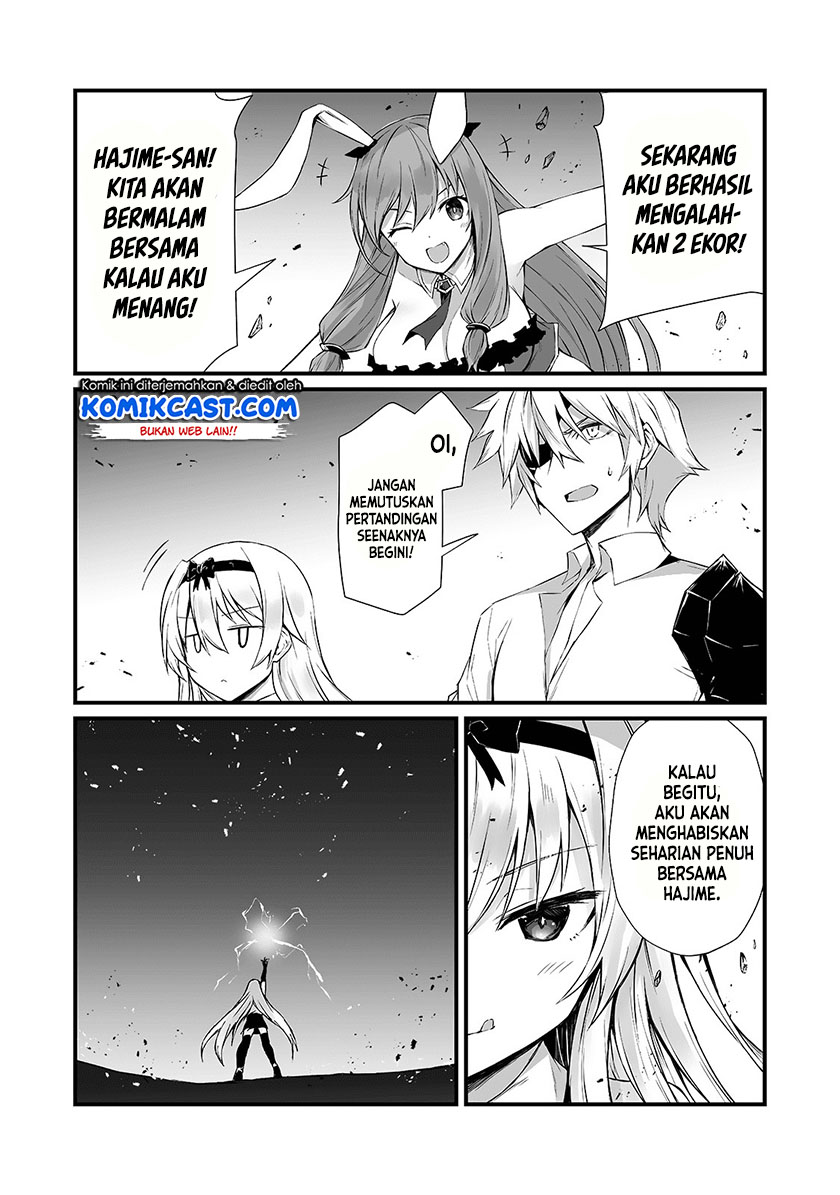 SEKARANG
AKU BERHASIL
MENGALAH-
KAN 2 EKOR!
HAJIME-SAN!
KITA AKAN
BERMALAM
BERSAMA
KALAU AKU
MENANG!
Komik ini diterjemahkan & diedit oleh
KOMIKCAST.COM
BUKAN WEB LAIN!!
OI,
JANGAN
MEMUTUSKAN
PERTANDINGAN
SEENAKNYA
BEGINI!
KALAU
BEGITU,
AKU AKAN
MENGHABISKAN
SEHARIAN PENUH
BERSAMA
HAJIME.